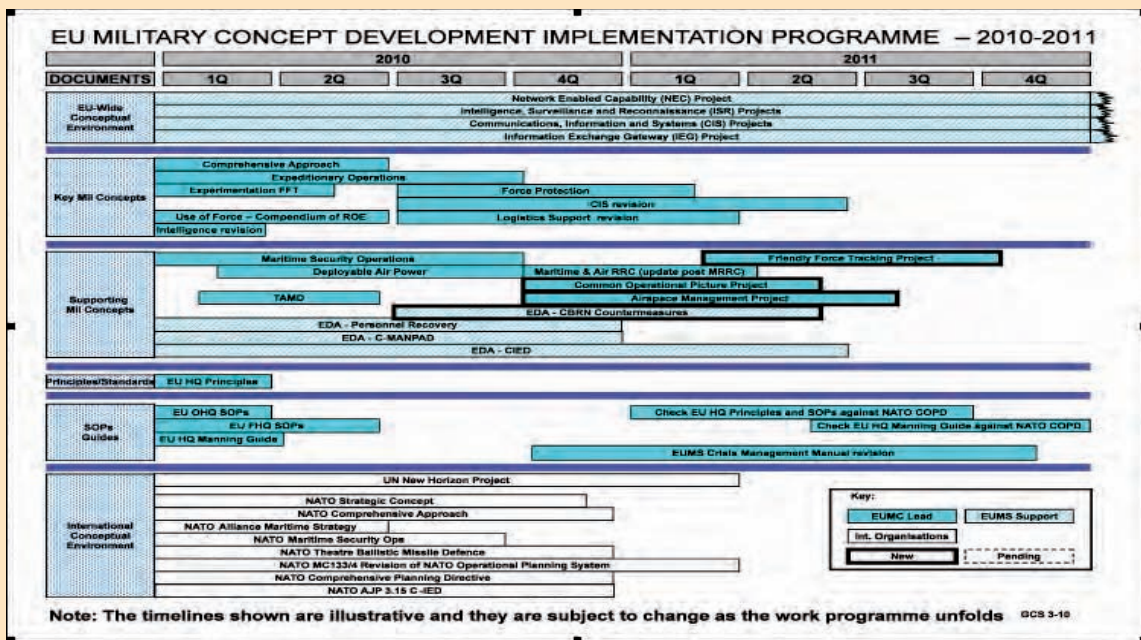 EU MILITARY CONCEPT DEVELOPMENT IMPLEMENTATION PROGRAMME – 2010-2011
2010 2011
DOCUMENTS 1Q 2Q 3Q 4Q 1Q 2Q 3Q 4Q
EU-Wide
Conceptual
Environment
Network Enabled Capability (NEC) Project
Intelligence, Surveillance and Reconnaissance (ISR) Projects
Communications, Information and Systems (CIS) Projects
Information Exchange Gateway (IEG) Project
Key Mil Concepts
Comprehensive Approach
Expeditionary Operations
Experimentation FFT Force Protection
CIS revision
Use of Force – Compendium of ROE Logistics Support revision
Intelligence revision
Supporting
Mil Concepts
Maritime Security Operations Friendly Force Tracking Project
Deployable Air Power Maritime & Air RRC (update post MRRC)
Common Operational Picture Project
TAMD Airspace Management Project
EDA - CBRN Countermeasures
EDA - Personnel Recovery
EDA - C-MANPAD
EDA - CIED
Principles/Standards EU HQ Principles
SOPs
Guides
EU OHQ SOPs Check EU HQ Principles and SOPs against NATO COPD
EU FHQ SOPs Check EU HQ Manning Guide against NATO COPD
EU HQ Manning Guide
EUMS Crisis Management Manual revision
International
Conceptual
Environment
UN New Horizon Project
NATO Strategic Concept
NATO Comprehensive Approach
NATO Alliance Maritime Strategy
NATO Maritime Security Ops
NATO Theatre Ballistic Missile Defence
NATO MC133/4 Revision of NATO Operational Planning System
NATO Comprehensive Planning Directive
NATO AJP 3.15 C-IED
Key:
EUMC Lead EUMS Support
Int. Organisations
New Pending
Note: The timelines shown are illustrative and they are subject to change as the work programme unfolds GCS 3-10